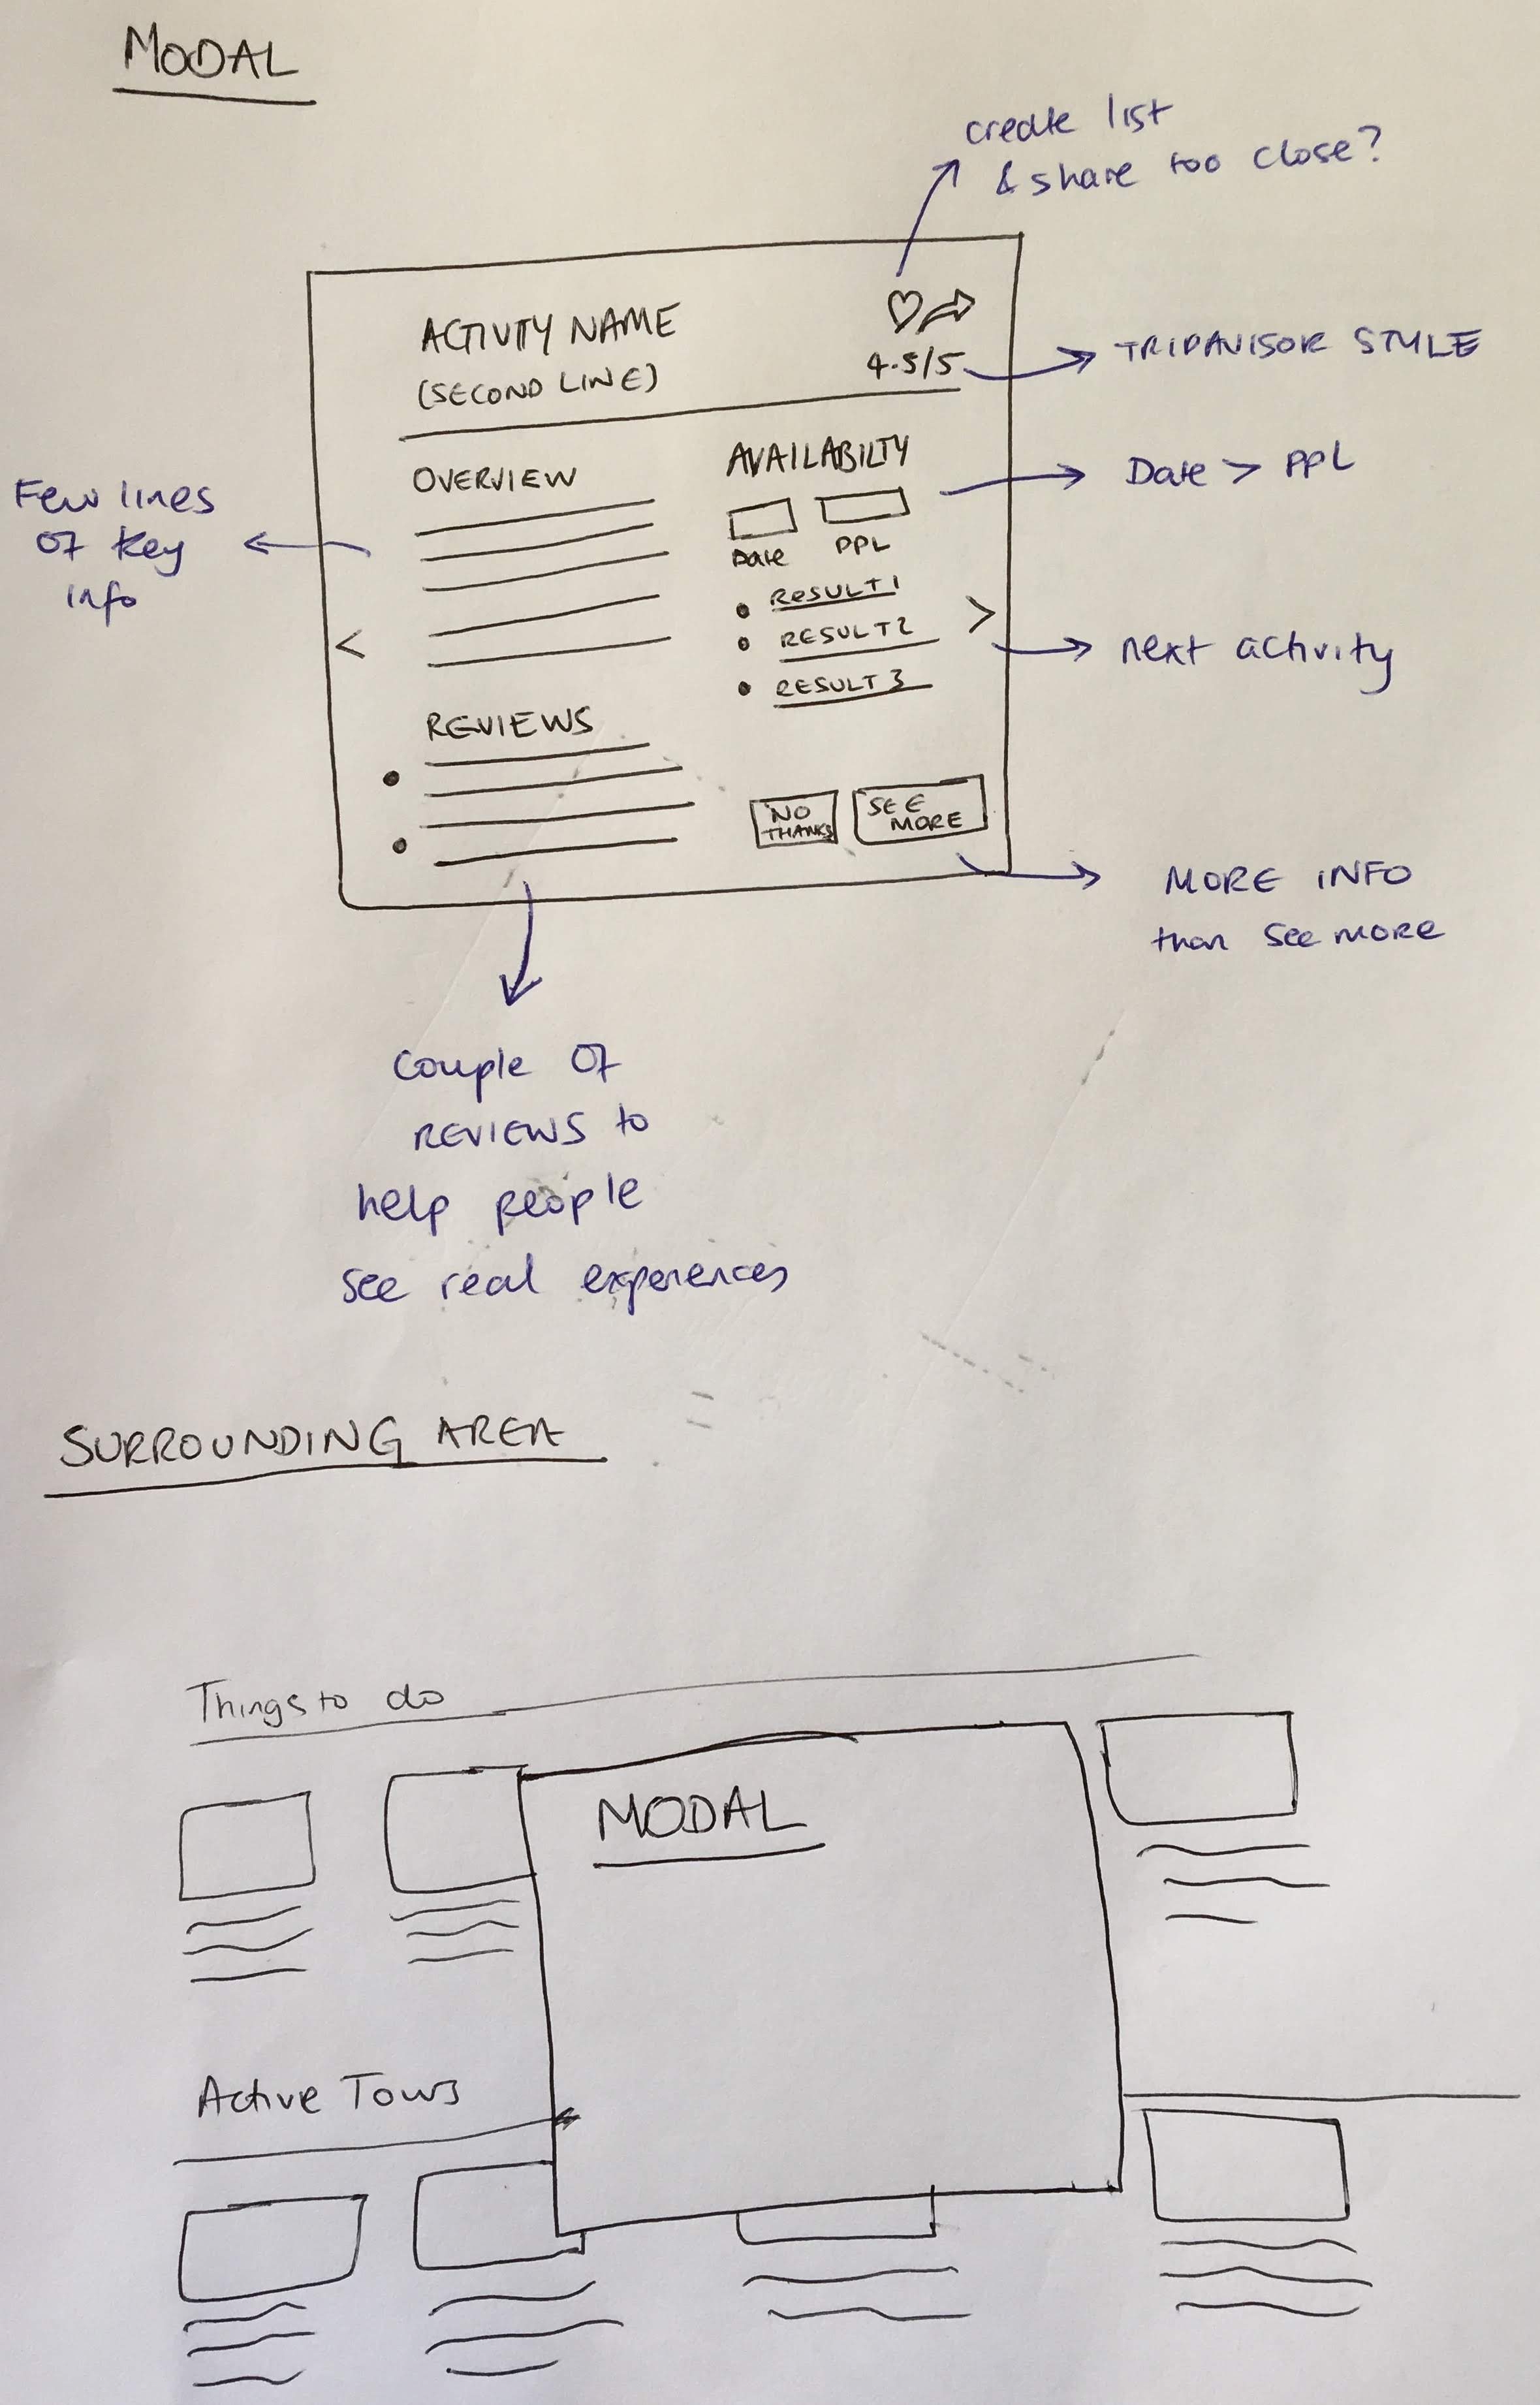 MODAL
create list
& share too close?
ACTIVITY NAME
(SECOND LINE)
4.5/5
TRIPAVISOR STYLE
OVERVIEW
AVAILABILTY
Date
PPL
Date > PPL
Few lines
of key
info
RESULT 1
RESULT 2
RESULT 3
<
>
next activity
REVIEWS
NO
THANKS
SEE
MORE
MORE INFO
than See MORE
Couple of
REVIEWS to
help people
see real experiences
SURROUNDING AREA
Things to do
MODAL
Active Tours